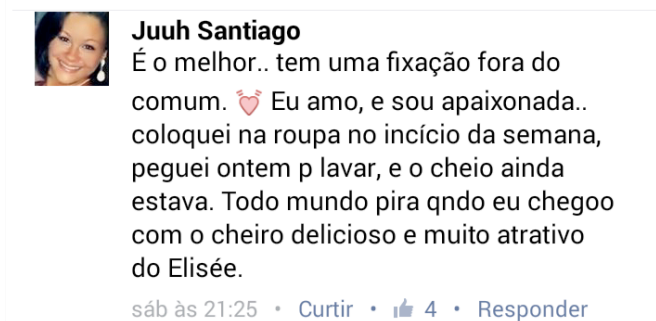 Juuh Santiago
É o melhor.. tem uma fixação fora do
comum. 💓 Eu amo, e sou apaixonada..
coloquei na roupa no incício da semana,
peguei ontem p lavar, e o cheio ainda
estava. Todo mundo pira qndo eu chegoo
com o cheiro delicioso e muito atrativo
do Elisée.
sáb às 21:25 • Curtir • 4 • Responder